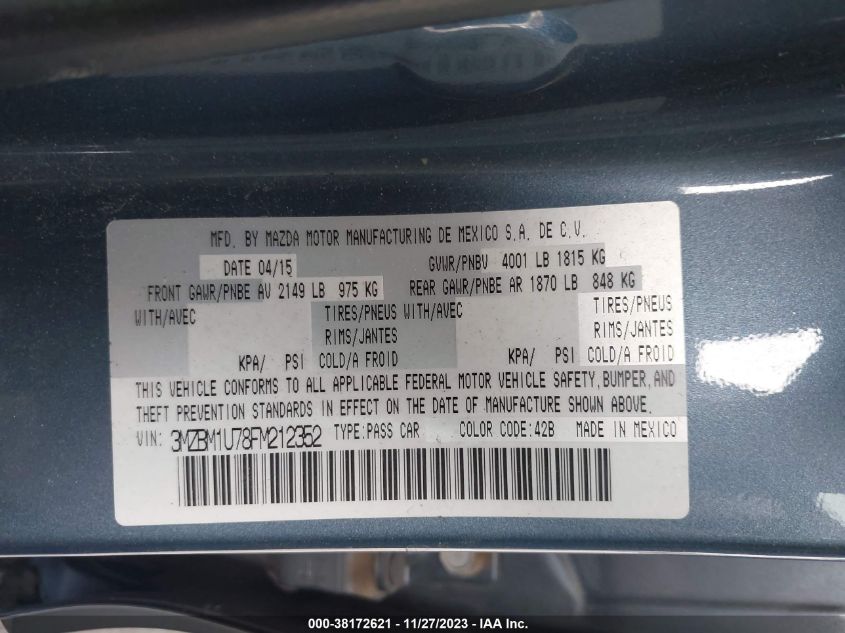 MFD. BY MAZDA MOTOR MANUFACTURING DE MEXICO S.A. DE C.V.
DATE 04/15 GVWR/PNBV 4001 LB 1815 KG
FRONT GAWR/PNBE AV 2149 LB 975 KG REAR GAWR/PNBE AR 1870 LB 848 KG
WITH/AVEC TIRES/PNEUS WITH/AVEC TIRES/PNEUS
RIMS/JANTES RIMS/JANTES
KPA/ PSI COLD/A FROID KPA/ PSI COLD/A FROID
THIS VEHICLE CONFORMS TO ALL APPLICABLE FEDERAL MOTOR VEHICLE SAFETY, BUMPER, AND
THEFT PREVENTION STANDARDS IN EFFECT ON THE DATE OF MANUFACTURE SHOWN ABOVE.
VIN: 3MZBM1U78FM212352 TYPE:PASS CAR COLOR CODE:42B MADE IN MEXICO
000-38172621 - 11/27/2023 - IAA Inc.